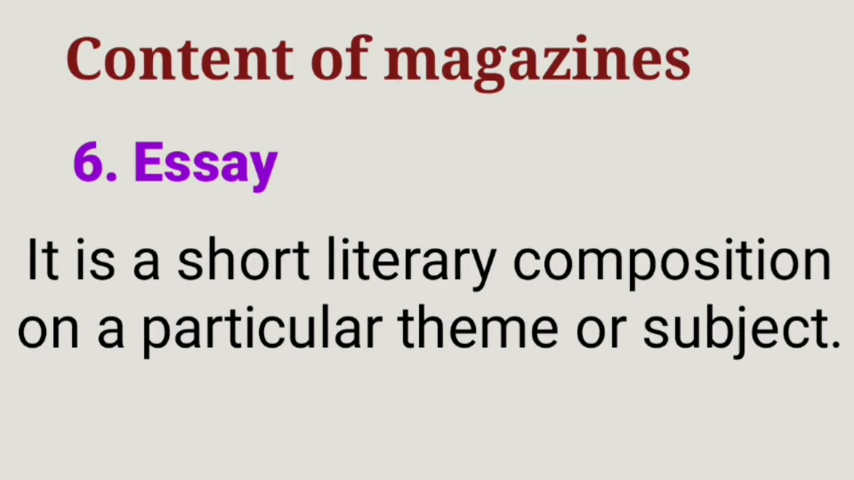 Content of magazines
6. Essay
It is a short literary composition
on a particular theme or subject.